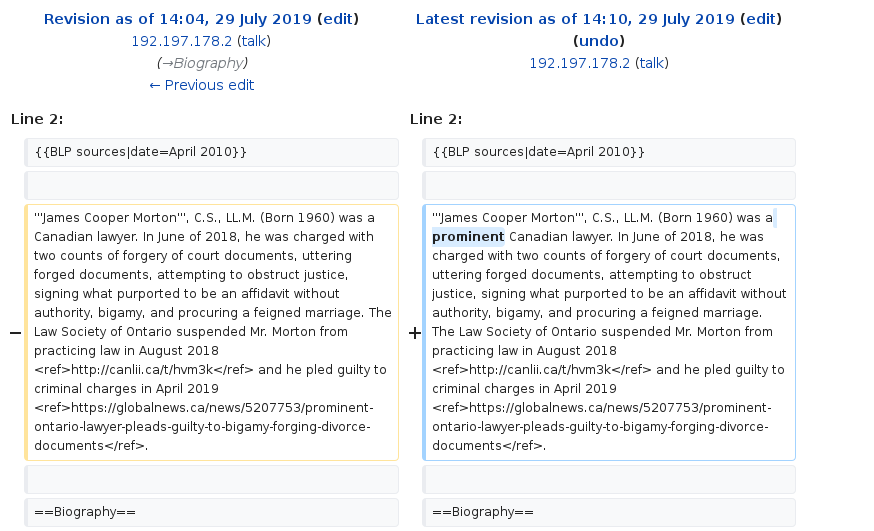 Revision as of 14:04, 29 July 2019 (edit)
192.197.178.2 (talk)
(→Biography)
← Previous edit
Latest revision as of 14:10, 29 July 2019 (edit)
(undo)
192.197.178.2 (talk)
Line 2:
Line 2:
{{BLP sources|date=April 2010}}
{{BLP sources|date=April 2010}}
−
'''James Cooper Morton''', C.S., LL.M. (Born 1960) was a
Canadian lawyer. In June of 2018, he was charged with
two counts of forgery of court documents, uttering
forged documents, attempting to obstruct justice,
signing what purported to be an affidavit without
authority, bigamy, and procuring a feigned marriage. The
Law Society of Ontario suspended Mr. Morton from
practicing law in August 2018
<ref>http://canlii.ca/t/hvm3k</ref> and he pled guilty to
criminal charges in April 2019
<ref>https://globalnews.ca/news/5207753/prominent-
ontario-lawyer-pleads-guilty-to-bigamy-forging-divorce-
documents</ref>.
+
'''James Cooper Morton''', C.S., LL.M. (Born 1960) was a
prominent Canadian lawyer. In June of 2018, he was
charged with two counts of forgery of court documents,
uttering forged documents, attempting to obstruct
justice, signing what purported to be an affidavit without
authority, bigamy, and procuring a feigned marriage.
The Law Society of Ontario suspended Mr. Morton from
practicing law in August 2018
<ref>http://canlii.ca/t/hvm3k</ref> and he pled guilty to
criminal charges in April 2019
<ref>https://globalnews.ca/news/5207753/prominent-
ontario-lawyer-pleads-guilty-to-bigamy-forging-divorce-
documents</ref>.
==Biography==
==Biography==